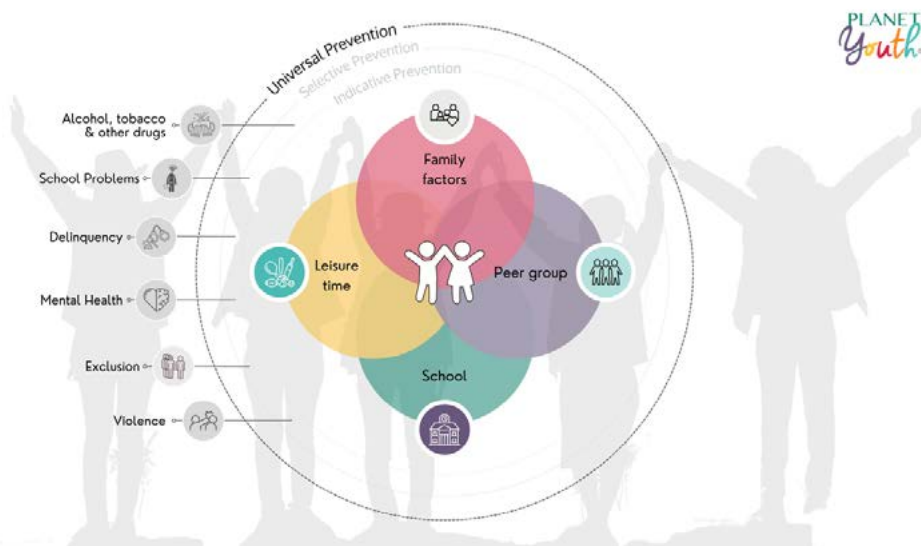 PLANET
Youth
Universal Prevention
Selective Prevention
Indicative Prevention
Alcohol, tobacco
& other drugs
School Problems
Delinquency
Mental Health
Exclusion
Violence
Family
factors
Leisure
time
Peer group
School